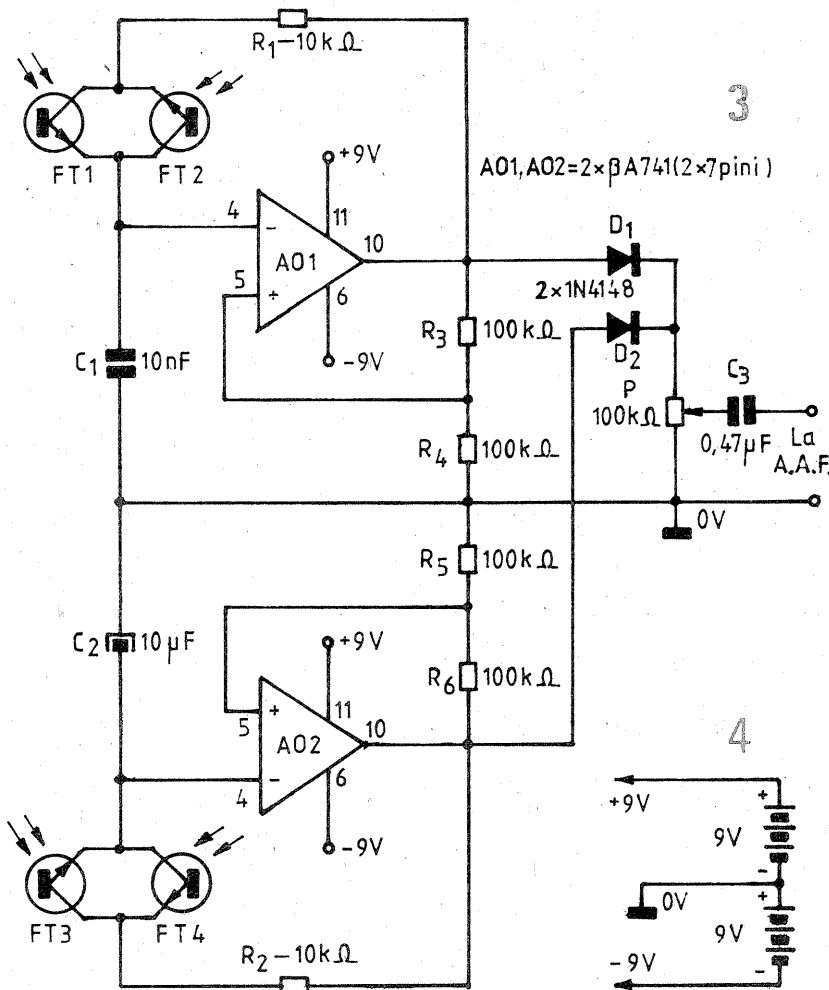 R1-10kΩ
FT1
FT2
3
+9V
AO1,AO2=2×βA741(2×7pini)
4
-
11
10
AO1
5
+
6
-9V
D1
2×1N4148
D2
R3
100kΩ
C1
10nF
P
100kΩ
C3
0,47µF
La
A.A.F.
R4
100kΩ
0V
R5
100kΩ
C2
10µF
+9V
R6
100kΩ
5
+
11
10
AO2
-
4
6
-9V
4
+9V
+
9V
-
0V
+
9V
-9V
-
FT3
FT4
R2-10kΩ